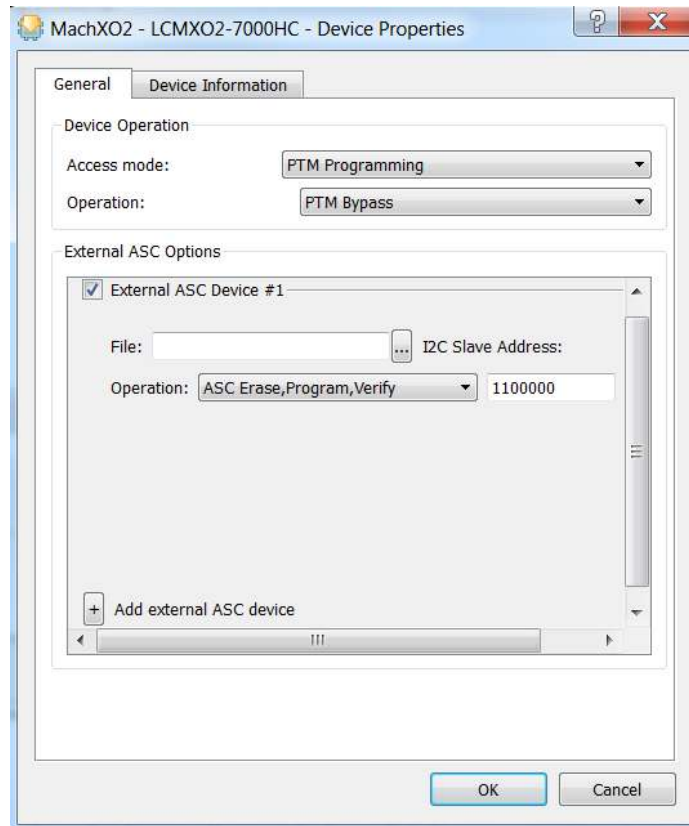 MachXO2 - LCMXO2-7000HC - Device Properties
General Device Information
Device Operation
Access mode: PTM Programming
Operation: PTM Bypass
External ASC Options
External ASC Device #1
File: ... I2C Slave Address:
Operation: ASC Erase,Program,Verify 1100000
+ Add external ASC device
OK Cancel